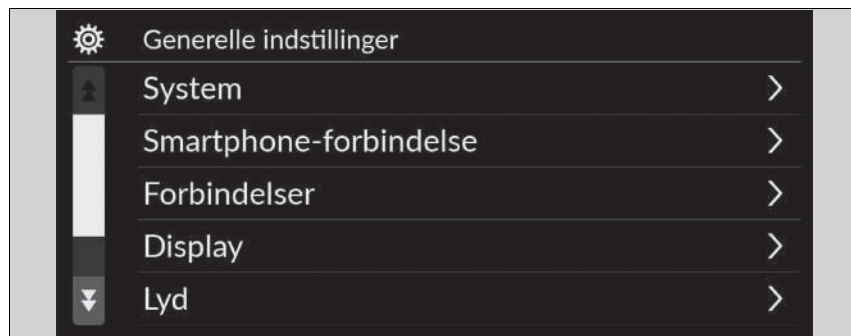 Generelle indstillinger
System
Smartphone-forbindelse
Forbindelser
Display
Lyd